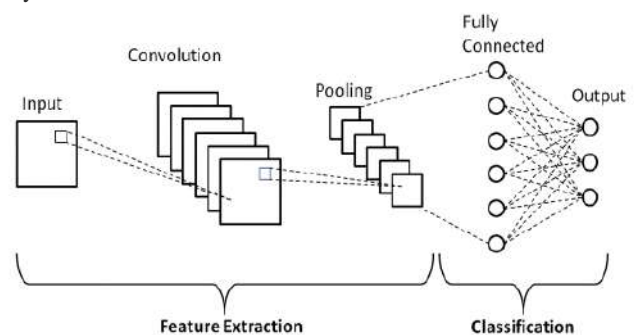 Fully
Connected
Convolution
Pooling
Output
Input
Feature Extraction
Classification